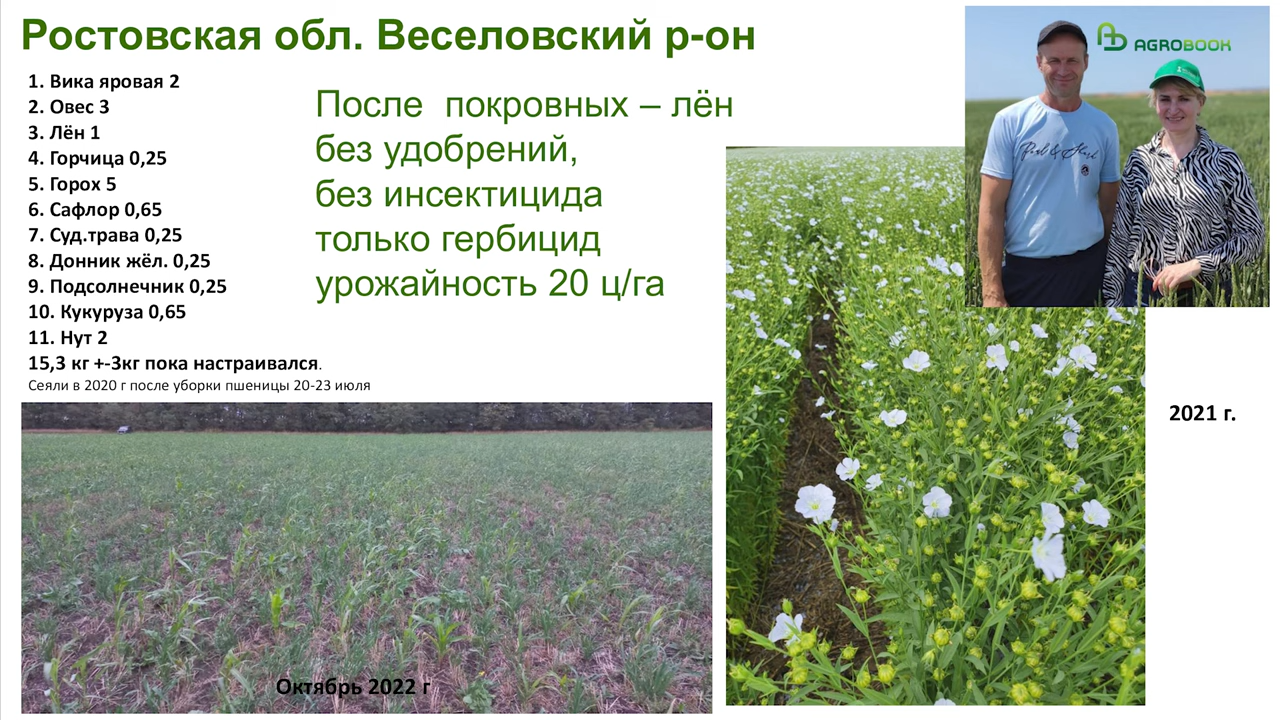 Ростовская обл. Веселовский р-он
1. Вика яровая 2
2. Овес 3
3. Лён 1
4. Горчица 0,25
5. Горох 5
6. Сафлор 0,65
7. Суд.трава 0,25
8. Донник жёл. 0,25
9. Подсолнечник 0,25
10. Кукуруза 0,65
11. Нут 2
15,3 кг +-3кг пока настраивался.
Сеяли в 2020 г после уборки пшеницы 20-23 июля
После покровных – лён
без удобрений,
без инсектицида
только гербицид
урожайность 20 ц/га
AGROBOOK
2021 г.
Октябрь 2022 г